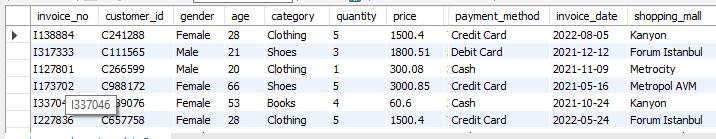 invoice_no customer_id gender age category quantity price payment_method invoice_date shopping_mall
I138884 C241288 Female 28 Clothing 5 1500.4 Credit Card 2022-08-05 Kanyon
I317333 C111565 Male 21 Shoes 3 1800.51 Debit Card 2021-12-12 Forum Istanbul
I127801 C266599 Male 20 Clothing 1 300.08 Cash 2021-11-09 Metrocity
I173702 C988172 Female 66 Shoes 5 3000.85 Credit Card 2021-05-16 Metropol AVM
I337046 Female 53 Books 4 60.6 Cash 2021-10-24 Kanyon
I227836 C657758 Female 28 Clothing 5 1500.4 Credit Card 2022-05-24 Forum Istanbul